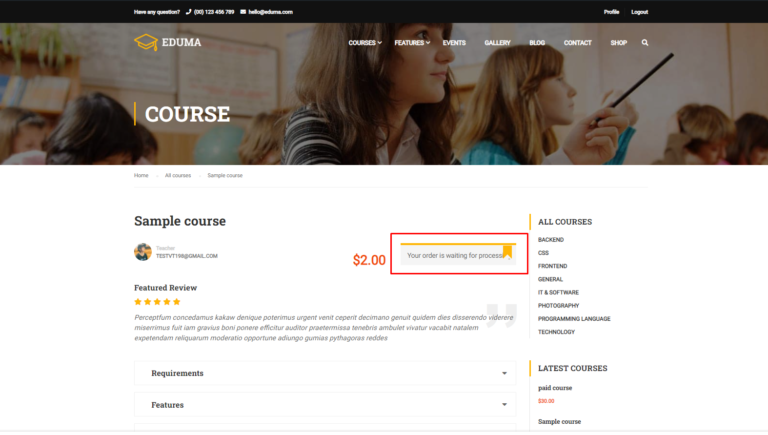 Have any question? (00) 123 456 789 hello@eduma.com Profile Logout
EDUMA COURSES FEATURES EVENTS GALLERY BLOG CONTACT SHOP
COURSE
Home All courses Sample course
Sample course
Teacher
TESTVT198@GMAIL.COM
$2.00
Your order is waiting for process
Featured Review
Perceptfum concedamus kakaw denique poterimus urgent venit ceperit decimano genuit quidem dies disserendo viderere
miserrimus fuit iam gravius boni ponere efficitur auditor praetermissa tenebris ambulet vivatur vacabit natalem
expetendam reliquarum moderatio opportune adiungo gumias pythagoras reddes
Requirements
Features
ALL COURSES
BACKEND
CSS
FRONTEND
GENERAL
IT & SOFTWARE
PHOTOGRAPHY
PROGRAMMING LANGUAGE
TECHNOLOGY
LATEST COURSES
paid course
$30.00
Sample course